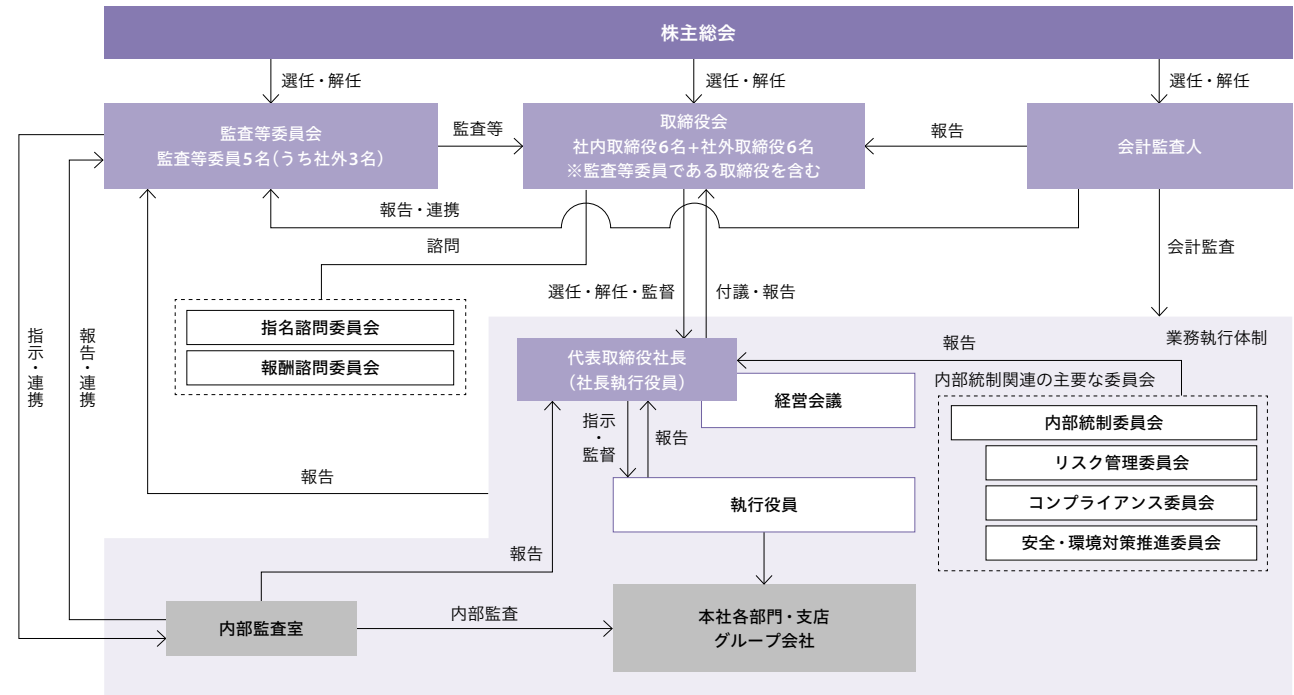 株主総会
選任・解任
選任・解任
選任・解任
監査等委員会
監査等委員5名(うち社外3名)
監査等
取締役会
社内取締役6名+社外取締役6名
※監査等委員である取締役を含む
報告
会計監査人
報告・連携
諮問
会計監査
選任・解任・監督
付議・報告
指名諮問委員会
報酬諮問委員会
指示・連携
報告・連携
業務執行体制
代表取締役社長
(社長執行役員)
報告
経営会議
内部統制関連の主要な委員会
内部統制委員会
リスク管理委員会
コンプライアンス委員会
安全・環境対策推進委員会
指示
・
監督
報告
報告
執行役員
報告
内部監査室
内部監査
本社各部門・支店
グループ会社